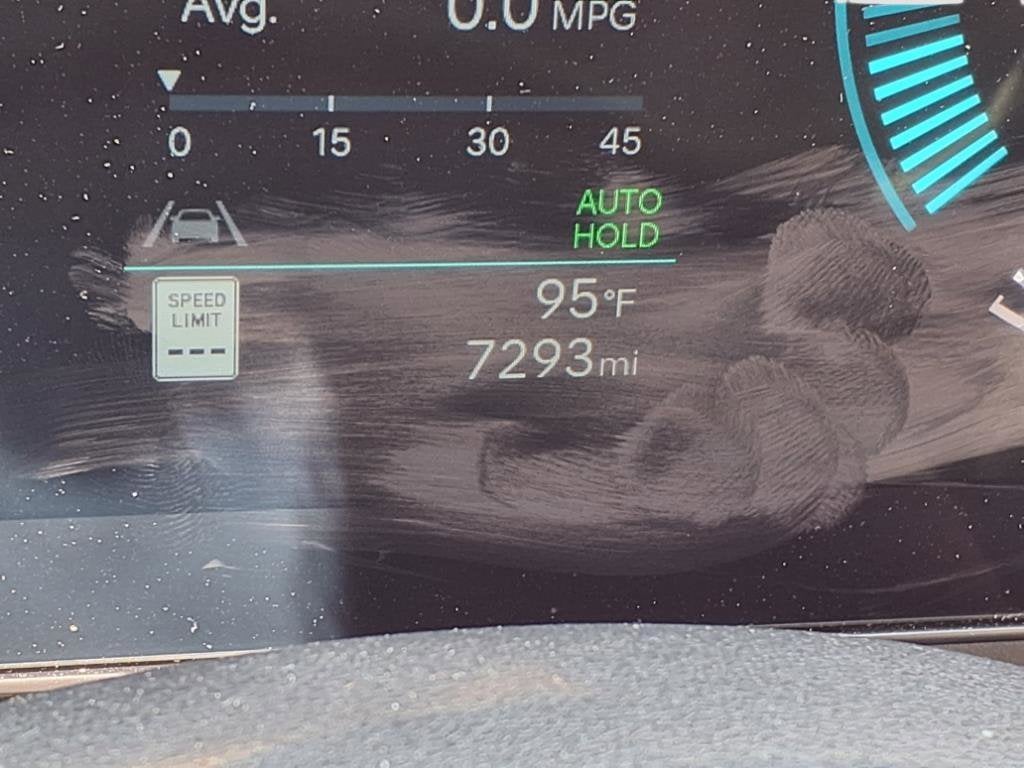 Avg. 0.0 MPG
0 15 30 45
AUTO
HOLD
SPEED
LIMIT
---
95°F
7293mi